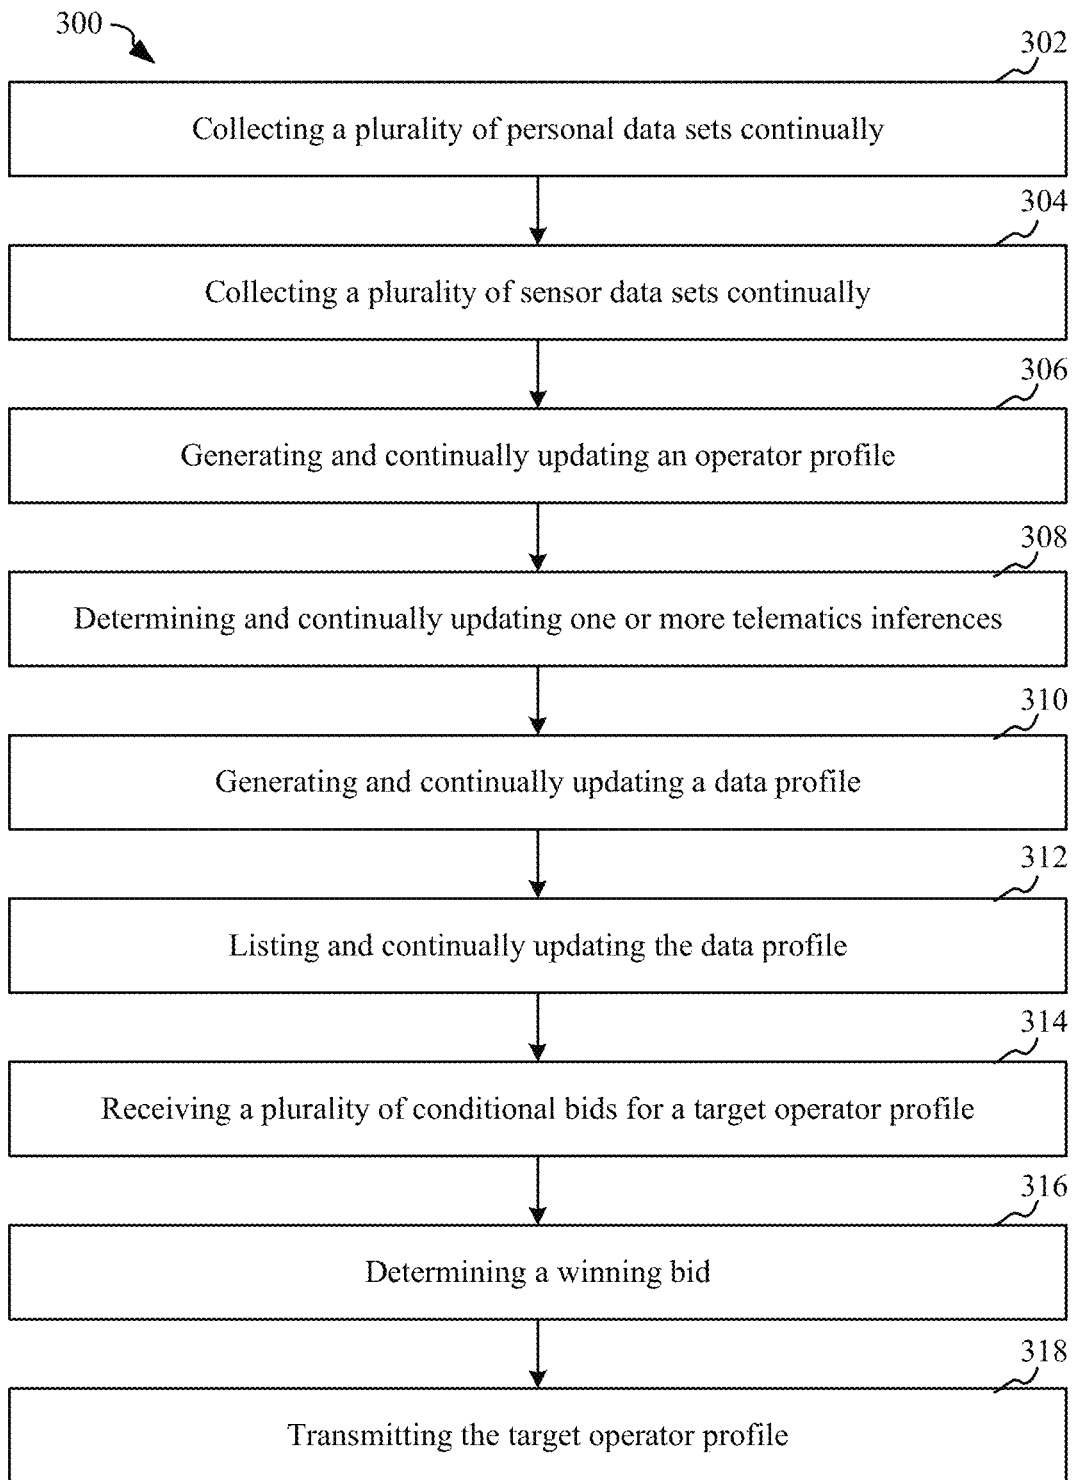 300
302
Collecting a plurality of personal data sets continually
304
Collecting a plurality of sensor data sets continually
306
Generating and continually updating an operator profile
308
Determining and continually updating one or more telematics inferences
310
Generating and continually updating a data profile
312
Listing and continually updating the data profile
314
Receiving a plurality of conditional bids for a target operator profile
316
Determining a winning bid
318
Transmitting the target operator profile